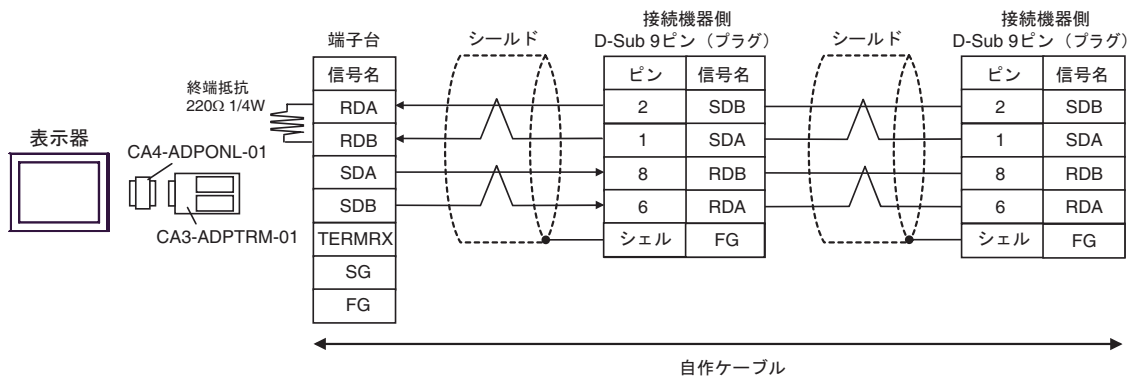 表示器
CA4-ADPONL-01
CA3-ADPTRM-01
終端抵抗
220Ω 1/4W
端子台
信号名
RDA
RDB
SDA
SDB
TERMRX
SG
FG
シールド
接続機器側
D-Sub 9ピン（プラグ）
ピン 信号名
2 SDB
1 SDA
8 RDB
6 RDA
シェル FG
シールド
接続機器側
D-Sub 9ピン（プラグ）
ピン 信号名
2 SDB
1 SDA
8 RDB
6 RDA
シェル FG
自作ケーブル